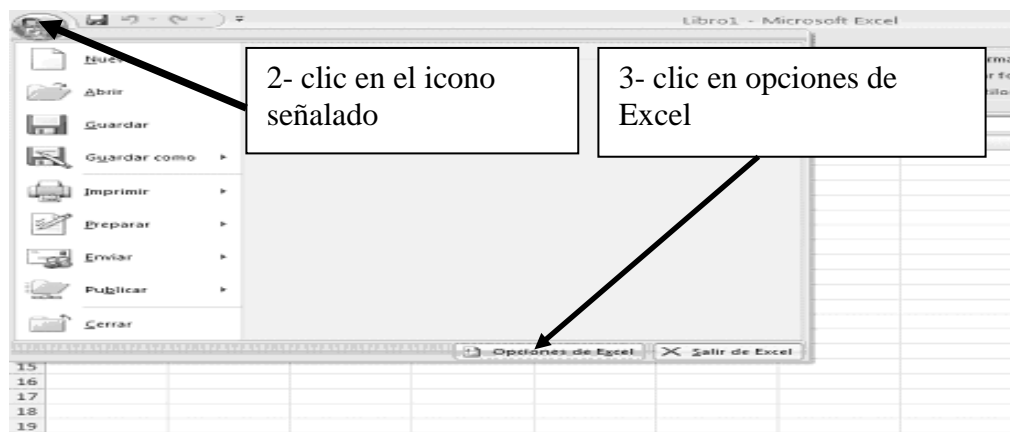 Libro1 - Microsoft Excel
2- clic en el icono
señalado
3- clic en opciones de
Excel
Abrir
Guardar
Guardar como
Imprimir
Preparar
Enviar
Publicar
Cerrar
Opciones de Excel
Salir de Excel
15
16
17
18
19